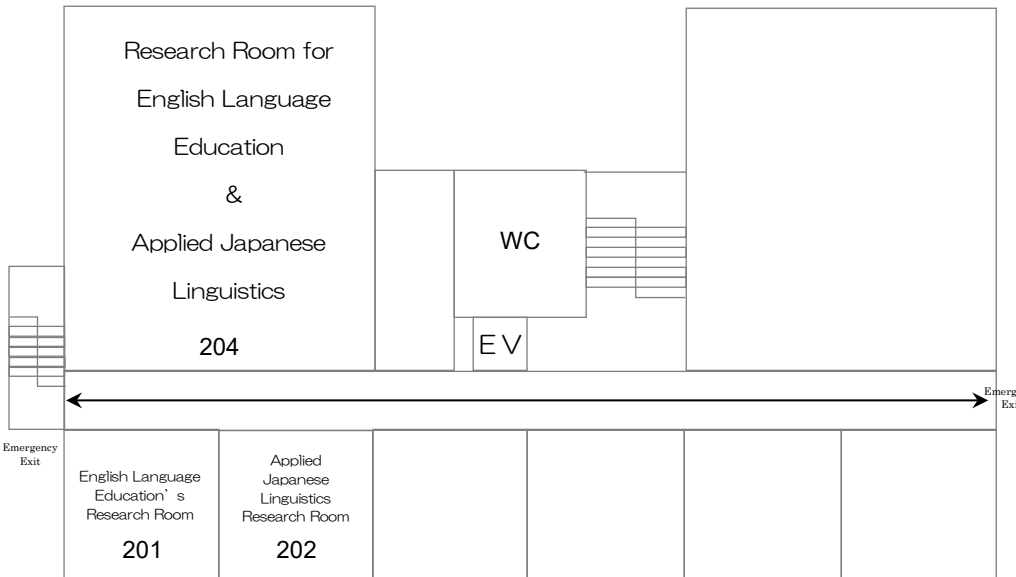 Research Room for
English Language
Education
&
Applied Japanese
Linguistics
204
WC
EV
Emergency
Exit
English Language
Education's
Research Room
201
Applied
Japanese
Linguistics
Research Room
202